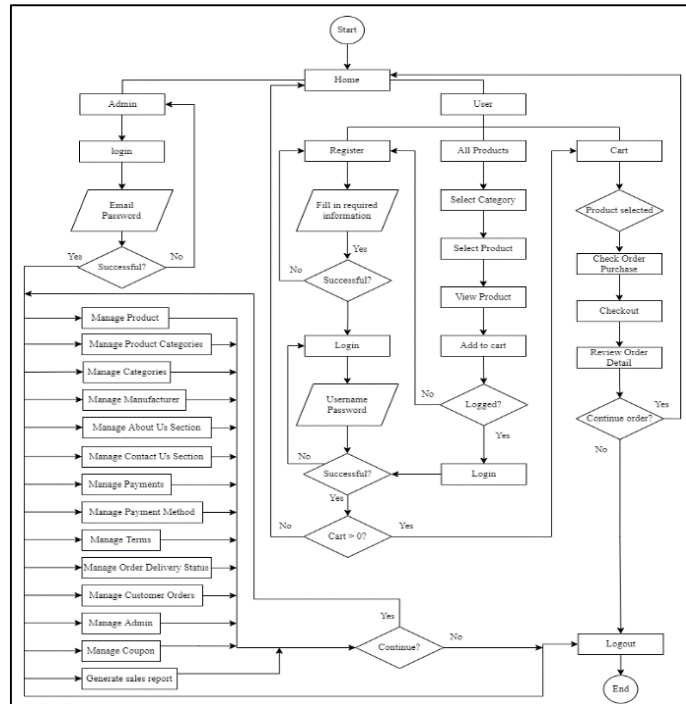 Start
Home
Admin
User
login
Register
All Products
Cart
Email
Password
Fill in required
information
Select Category
Product selected
Yes
Successful?
No
Yes
No
Successful?
Select Product
Check Order
Purchase
View Product
Checkout
Manage Product
Login
Add to cart
Review Order
Detail
Manage Product Categories
Manage Categories
Username
Password
No
Logged?
Continue order?
Yes
Manage Manufacturer
Manage About Us Section
No
Yes
No
Manage Contact Us Section
Successful?
Login
Manage Payments
Yes
Manage Payment Method
No
Cart > 0?
Yes
Manage Terms
Manage Order Delivery Status
Manage Customer Orders
Manage Admin
Yes
Manage Coupon
Continue?
No
Logout
Generate sales report
End